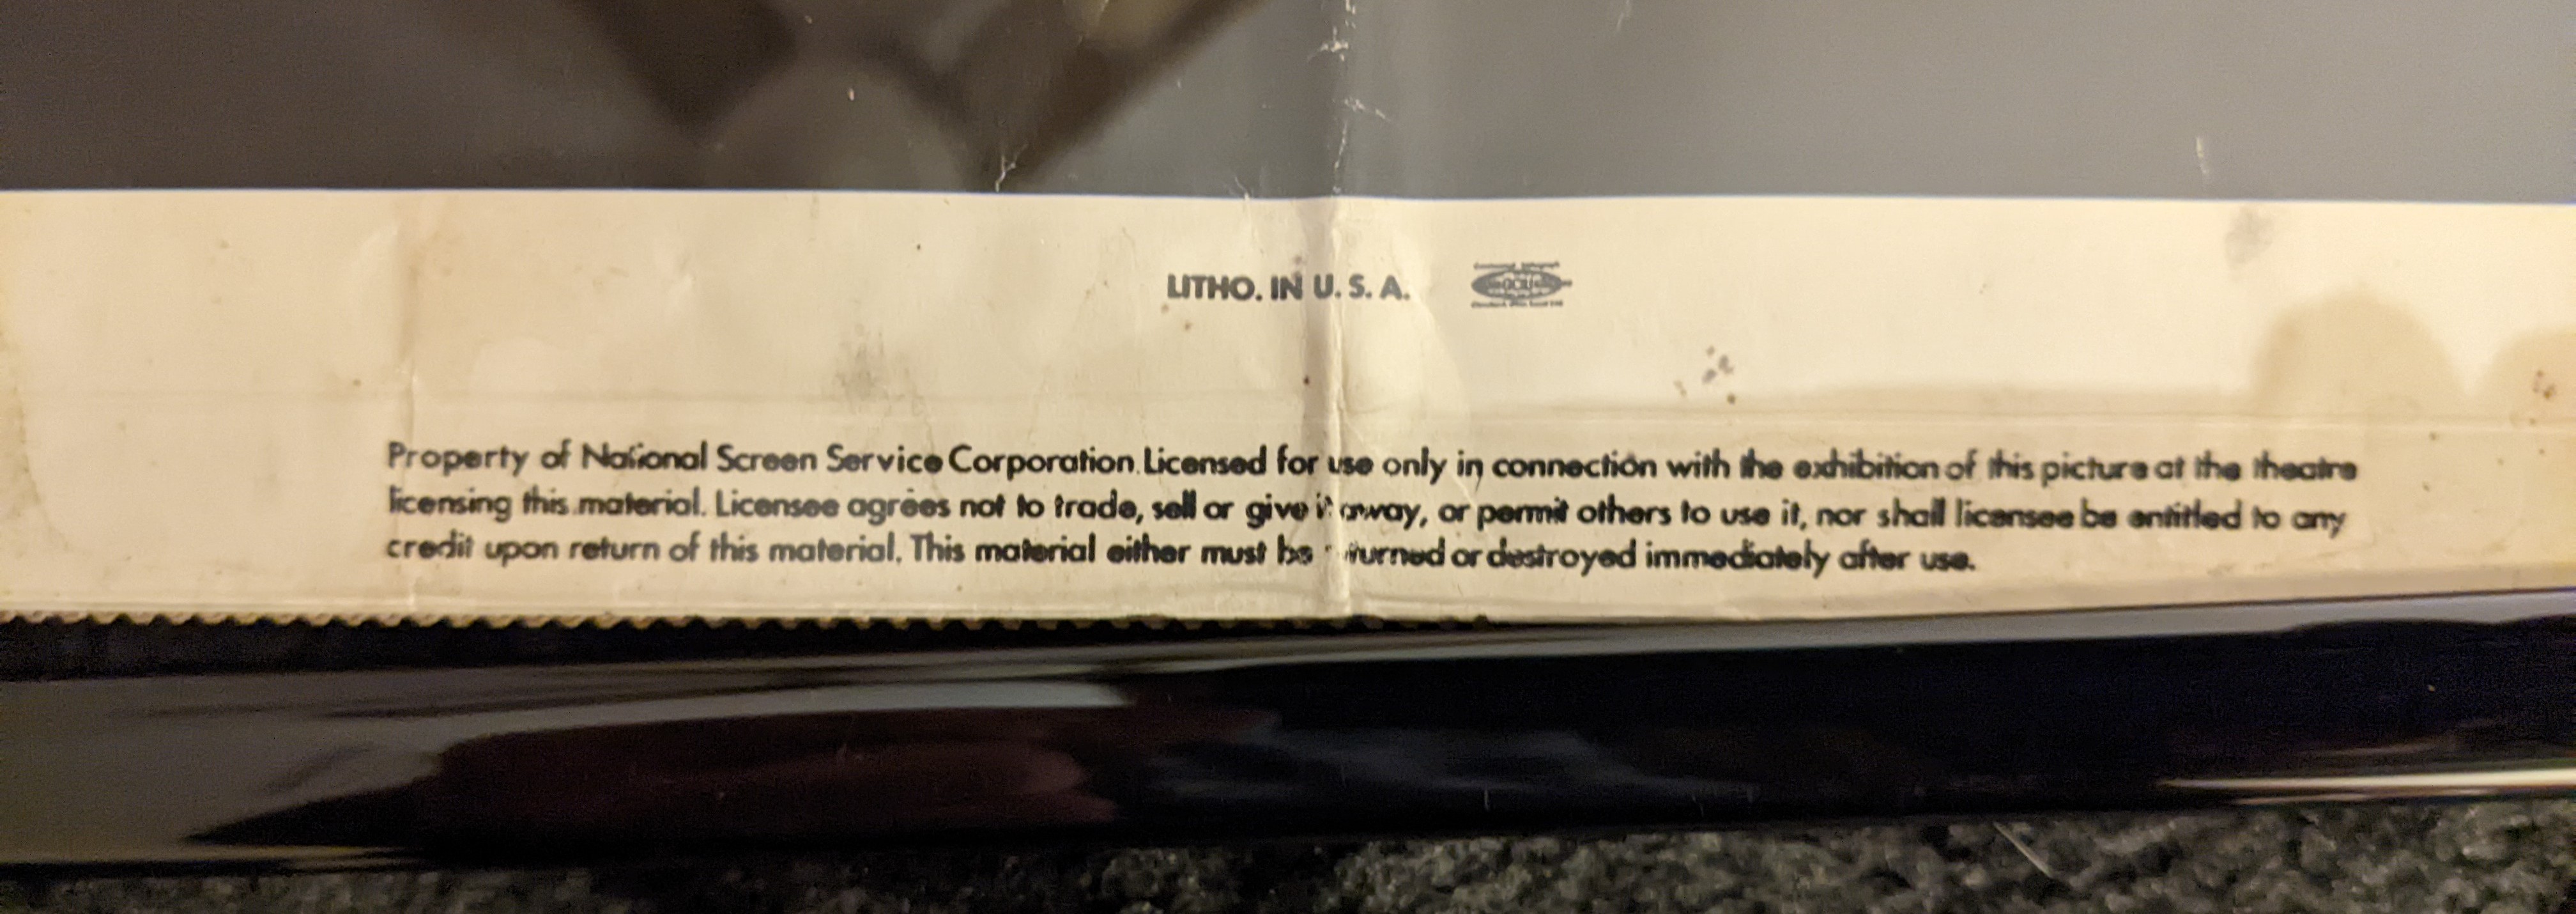 LITHO. IN U. S. A.
Property of National Screen Service Corporation. Licensed for use only in connection with the exhibition of this picture at the theatre
licensing this material. Licensee agrees not to trade, sell or give it away, or permit others to use it, nor shall licensee be entitled to any
credit upon return of this material. This material either must be returned or destroyed immediately after use.